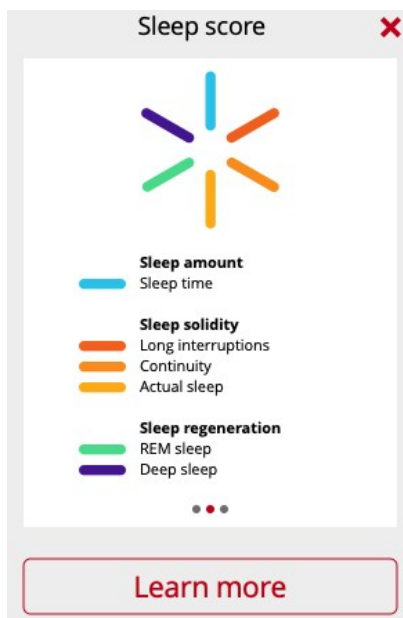 Sleep score
Sleep amount
Sleep time
Sleep solidity
Long interruptions
Continuity
Actual sleep
Sleep regeneration
REM sleep
Deep sleep
Learn more